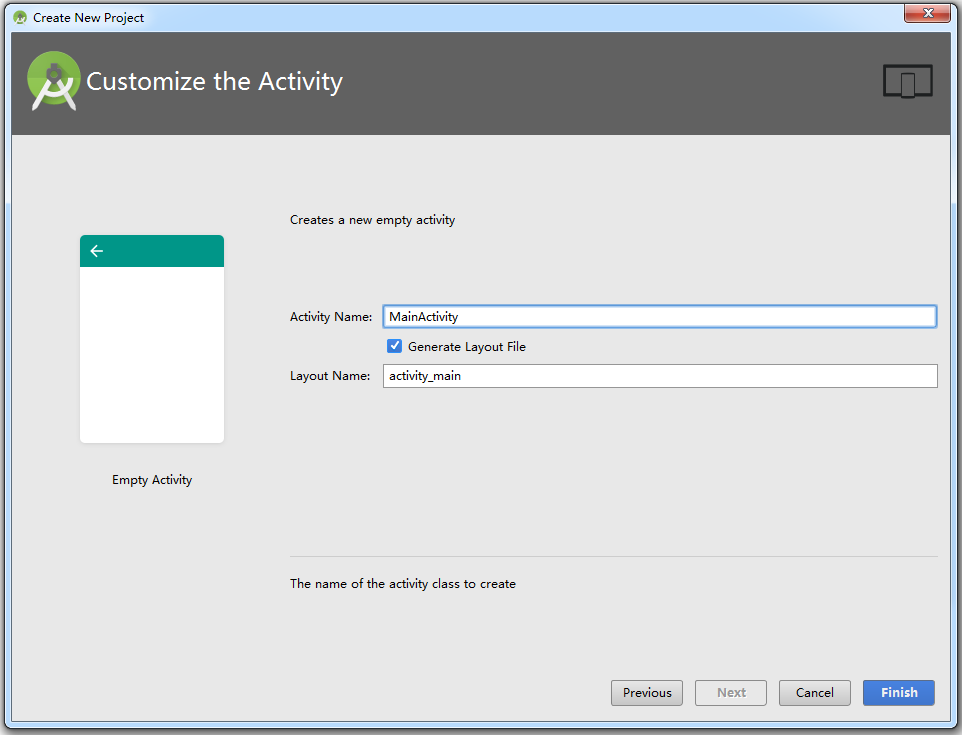 Create New Project
Customize the Activity
Creates a new empty activity
Activity Name: MainActivity
Generate Layout File
Layout Name: activity_main
Empty Activity
The name of the activity class to create
Previous Next Cancel Finish